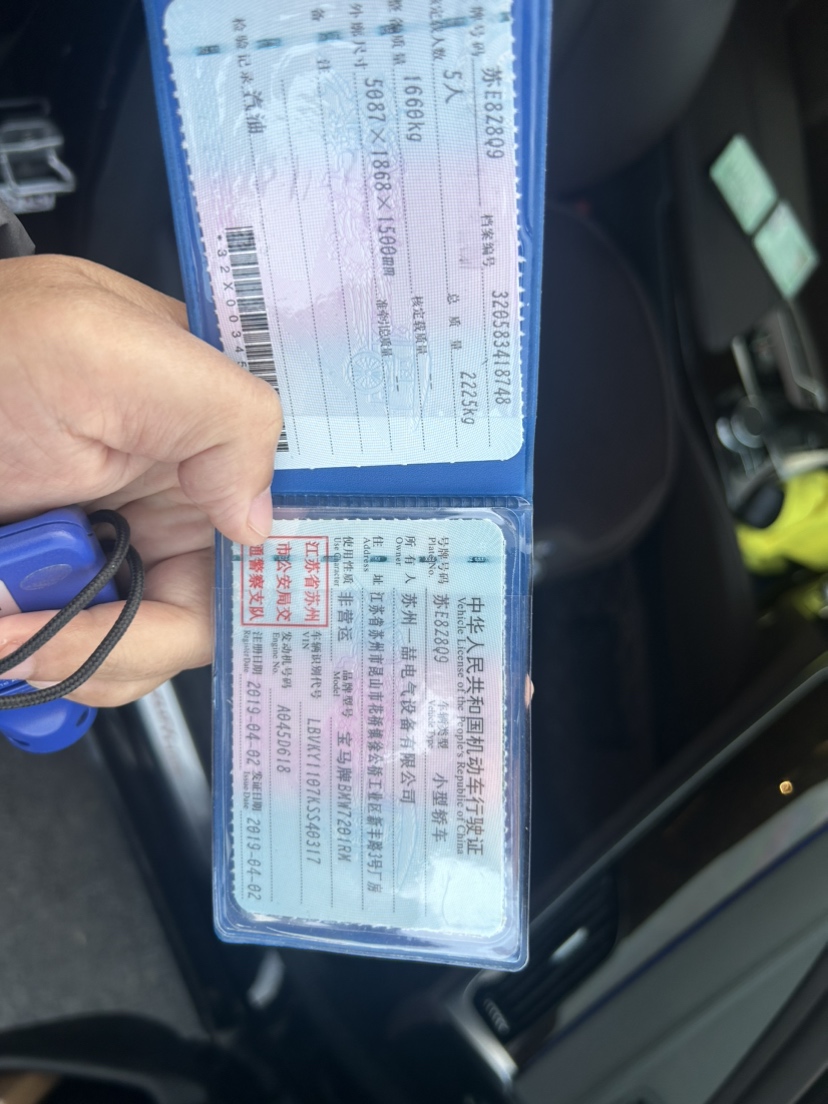 中华人民共和国机动车行驶证
Vehicle License of the People's Republic of China
号牌号码 苏E828Q9 车辆类型 小型轿车
Plate No. Vehicle Type
所有人 苏州一喆电气设备有限公司
Owner
住址 江苏省苏州市昆山市花桥镇徐公桥工业区新丰路3号厂房
Address
使用性质 非营运 品牌型号 宝马牌BMW7201RM
Use Character Model
江苏省苏州
市公安局交
通警察支队
车辆识别代号 LBVKY1107KSS40317
VIN
发动机号码 A045D618
Engine No.
注册日期 2019-04-02 发证日期 2019-04-02
Register Date Issue Date
号牌号码 苏E828Q9 档案编号 320583418748
核定载人数 5人 总质量 2225kg
整备质量 1660kg 核定载质量 --
外廓尺寸 5087×1868×1500mm 准牵引总质量 --
备注
检验记录 汽油
*32X00345